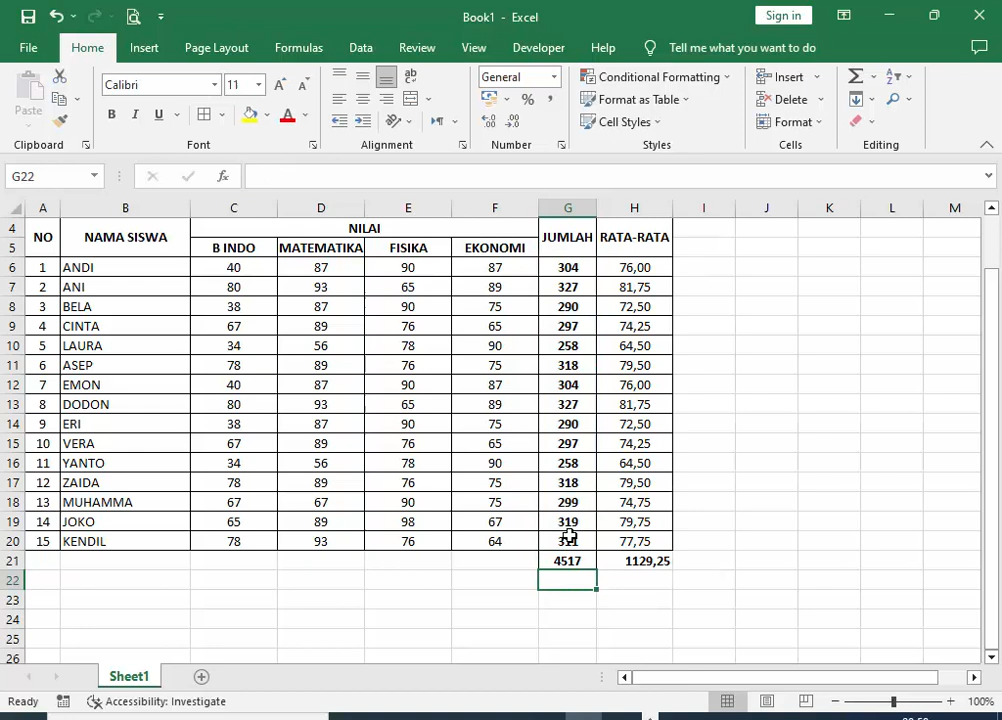 Book1 - Excel
Sign in
File Home Insert Page Layout Formulas Data Review View Developer Help Tell me what you want to do
Paste
Calibri 11
B I U
General
Conditional Formatting
Format as Table
Cell Styles
Insert
Delete
Format
Clipboard Font Alignment Number Styles Cells Editing
G22
A B C D E F G H I J K L M
4 NO NAMA SISWA NILAI JUMLAH RATA-RATA
5 B INDO MATEMATIKA FISIKA EKONOMI
6 1 ANDI 40 87 90 87 304 76,00
7 2 ANI 80 93 65 89 327 81,75
8 3 BELA 38 87 90 75 290 72,50
9 4 CINTA 67 89 76 65 297 74,25
10 5 LAURA 34 56 78 90 258 64,50
11 6 ASEP 78 89 76 75 318 79,50
12 7 EMON 40 87 90 87 304 76,00
13 8 DODON 80 93 65 89 327 81,75
14 9 ERI 38 87 90 75 290 72,50
15 10 VERA 67 89 76 65 297 74,25
16 11 YANTO 34 56 78 90 258 64,50
17 12 ZAIDA 78 89 76 75 318 79,50
18 13 MUHAMMA 67 67 90 75 299 74,75
19 14 JOKO 65 89 98 67 319 79,75
20 15 KENDIL 78 93 76 64 77,75
21 4517 1129,25
22
23
24
25
26
Sheet1
Ready Accessibility: Investigate 100%